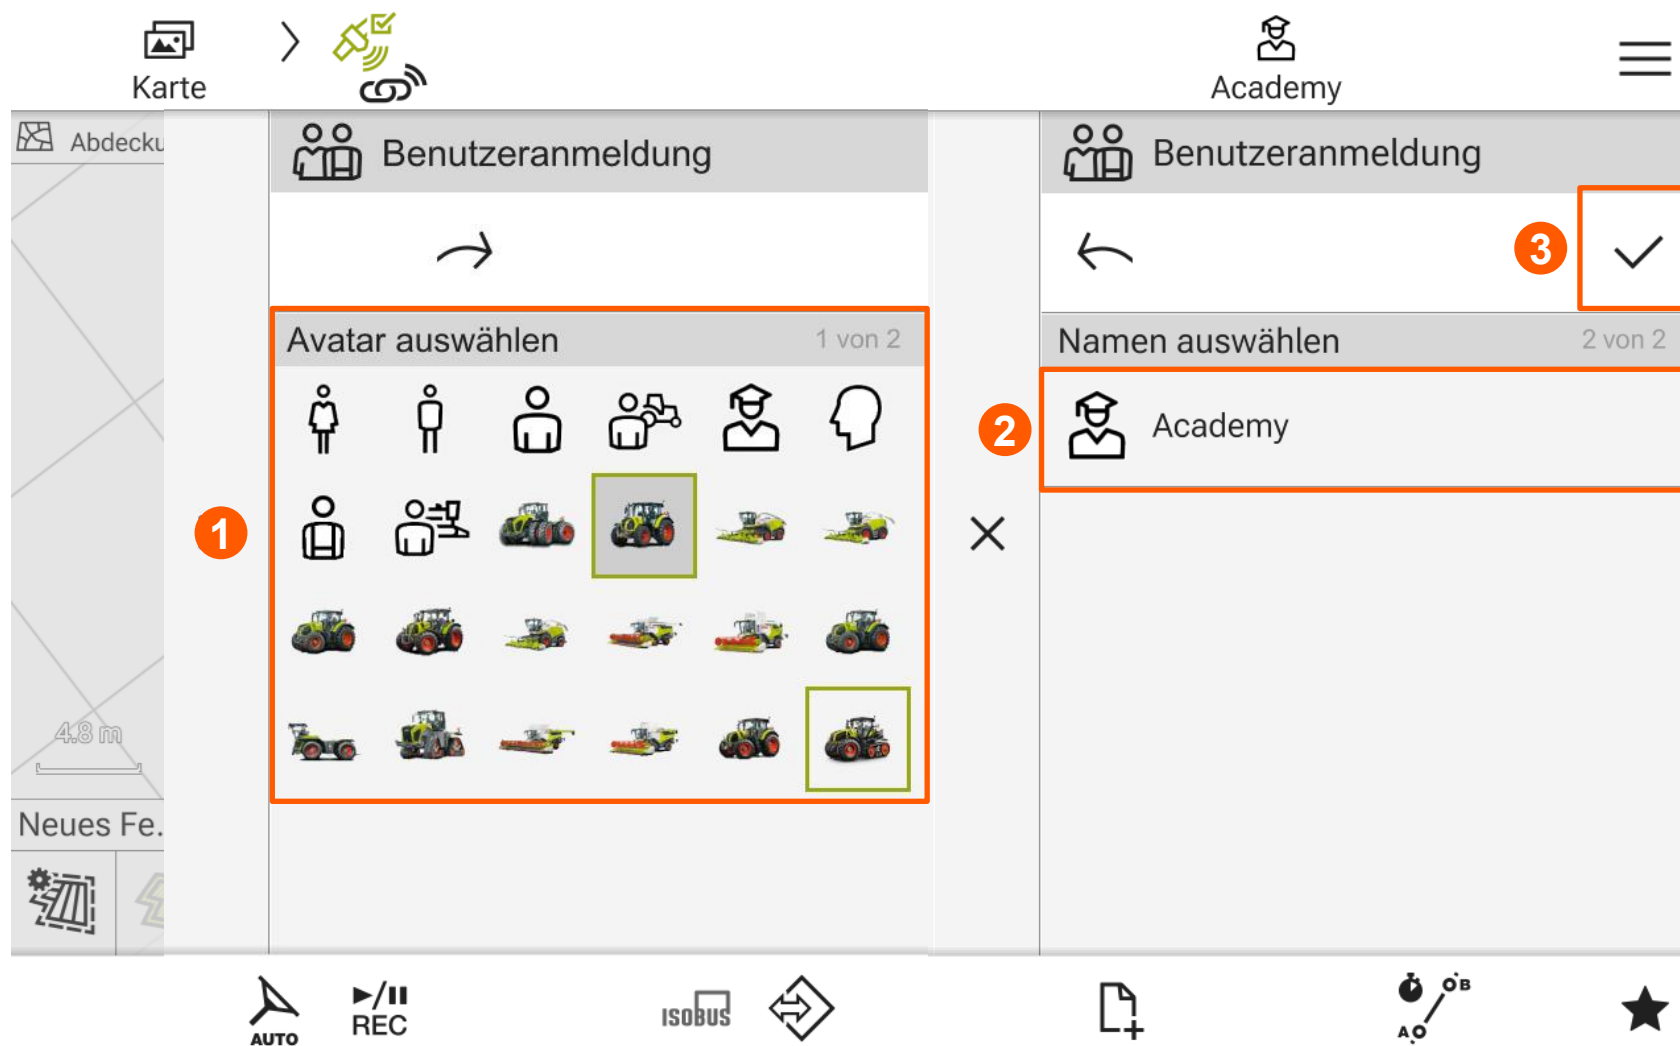 Karte
Academy
Abdecku
Benutzeranmeldung
Benutzeranmeldung
3
Avatar auswählen
1 von 2
Namen auswählen
2 von 2
2
Academy
1
4.8 m
Neues Fe.
AUTO
REC
ISOBUS
A
B